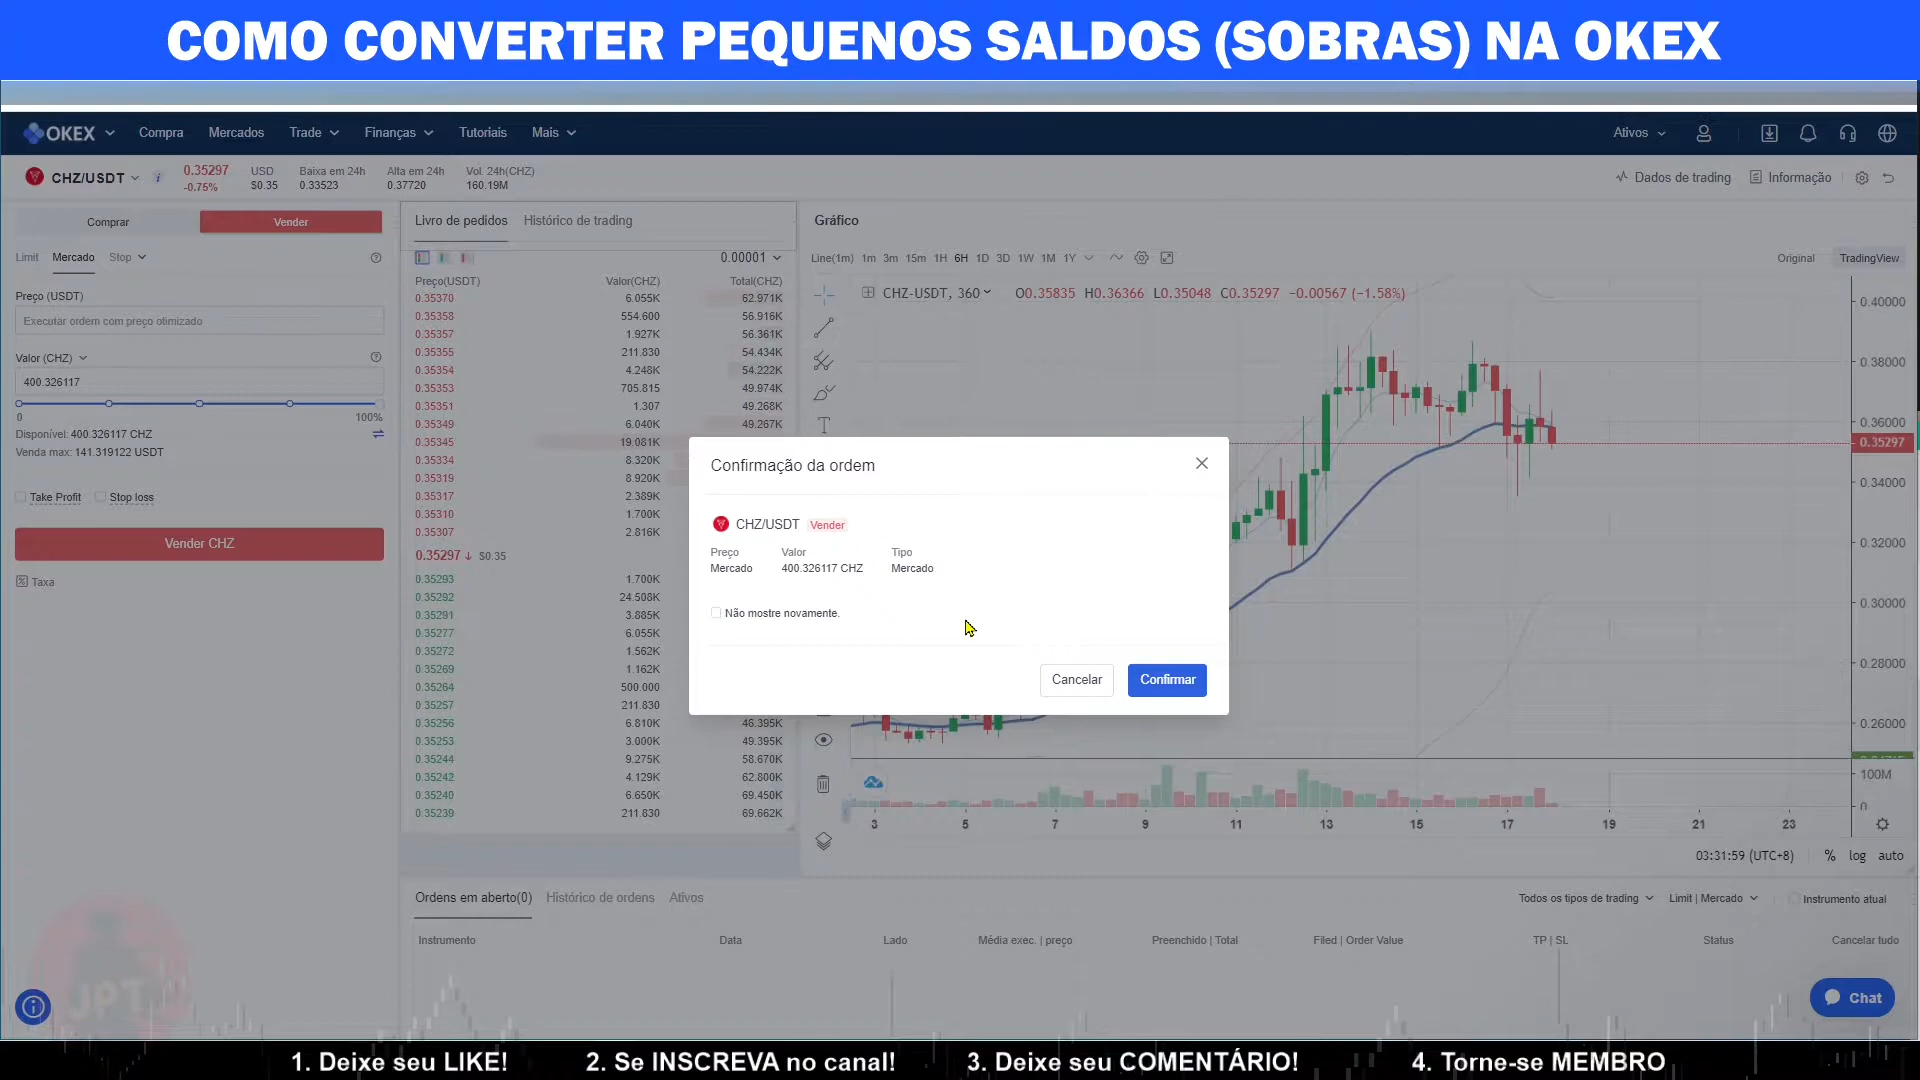 COMO CONVERTER PEQUENOS SALDOS (SOBRAS) NA OKEX
OKEX Compra Mercados Trade Finanças Tutoriais Mais Ativos
CHZ/USDT
0.35297
-0.75%
USD
$0.35
Baixa em 24h
0.33523
Alta em 24h
0.37720
Vol. 24h(CHZ)
160.19M
Dados de trading Informação
Comprar Vender
Limit Mercado Stop
Preço (USDT)
Executar ordem com preço otimizado
Valor (CHZ)
400.326117
0 100%
Disponível: 400.326117 CHZ
Venda max: 141.319122 USDT
Take Profit Stop loss
Vender CHZ
Taxa
Livro de pedidos Histórico de trading
0.00001
Preço(USDT) Valor(CHZ) Total(CHZ)
0.35370 6.055K 62.971K
0.35358 554.600 56.916K
0.35357 1.927K 56.361K
0.35355 211.830 54.434K
0.35354 4.248K 54.222K
0.35353 705.815 49.974K
0.35351 1.307 49.268K
0.35349 6.040K 49.267K
0.35345 19.081K
0.35334 8.320K
0.35319 8.920K
0.35317 2.389K
0.35310 1.700K
0.35307 2.816K
0.35297 $0.35
0.35293 1.700K
0.35292 24.508K
0.35291 3.885K
0.35277 6.055K
0.35272 1.562K
0.35269 1.162K
0.35264 500.000
0.35257 211.830
0.35256 6.810K 46.395K
0.35253 3.000K 49.395K
0.35244 9.275K 58.670K
0.35242 4.129K 62.800K
0.35240 6.650K 69.450K
0.35239 211.830 69.662K
Gráfico
Line(1m) 1m 3m 15m 1H 6H 1D 3D 1W 1M 1Y Original TradingView
CHZ-USDT, 360 O0.35835 H0.36366 L0.35048 C0.35297 −0.00567 (−1.58%)
0.40000
0.38000
0.36000
0.35297
0.34000
0.32000
0.30000
0.28000
0.26000
100M
0
3 5 7 9 11 13 15 17 19 21 23
03:31:59 (UTC+8) % log auto
Confirmação da ordem
CHZ/USDT Vender
Preço Valor Tipo
Mercado 400.326117 CHZ Mercado
Não mostre novamente.
Cancelar Confirmar
Ordens em aberto(0) Histórico de ordens Ativos
Todos os tipos de trading Limit | Mercado Instrumento atual
Instrumento Data Lado Média exec. | preço Preenchido | Total Filed | Order Value TP | SL Status Cancelar tudo
JPT
Chat
1. Deixe seu LIKE! 2. Se INSCREVA no canal! 3. Deixe seu COMENTÁRIO! 4. Torne-se MEMBRO